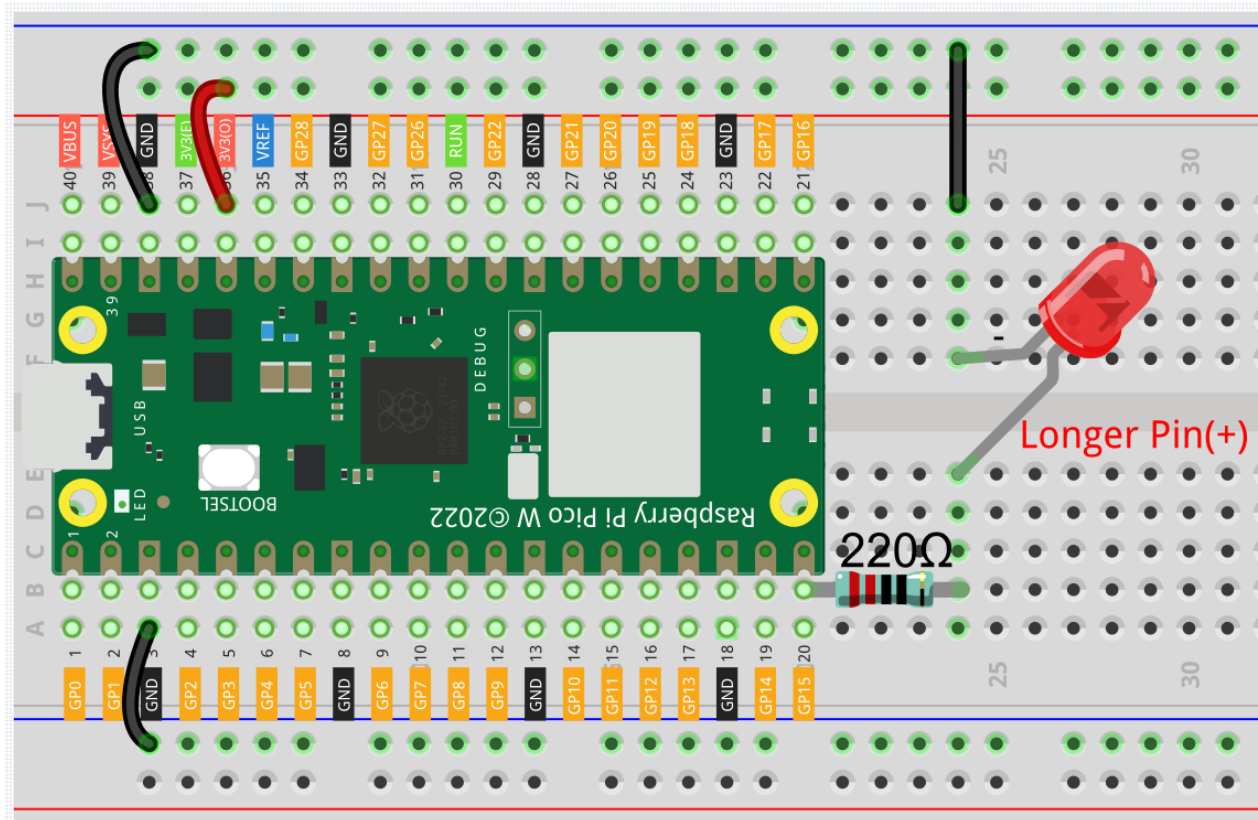 VBUS VSYS GND 3V3(E) 3V3(O) VREF GP28 GND GP27 GP26 RUN GP22 GND GP21 GP20 GP19 GP18 GND GP17 GP16
40 39 38 37 36 35 34 33 32 31 30 29 28 27 26 25 24 23 22 21
25 30
J
I
H
39
G
DEBUG
F
-
USB
Longer Pin(+)
E
BOOTSEL
D
LED
Raspberry Pi Pico W ©2022
1 2
C
220Ω
B
A
1 2 3 4 5 6 7 8 9 10 11 12 13 14 15 16 17 18 19 20
GP0 GP1 GND GP2 GP3 GP4 GP5 GND GP6 GP7 GP8 GP9 GND GP10 GP11 GP12 GP13 GND GP14 GP15
25 30